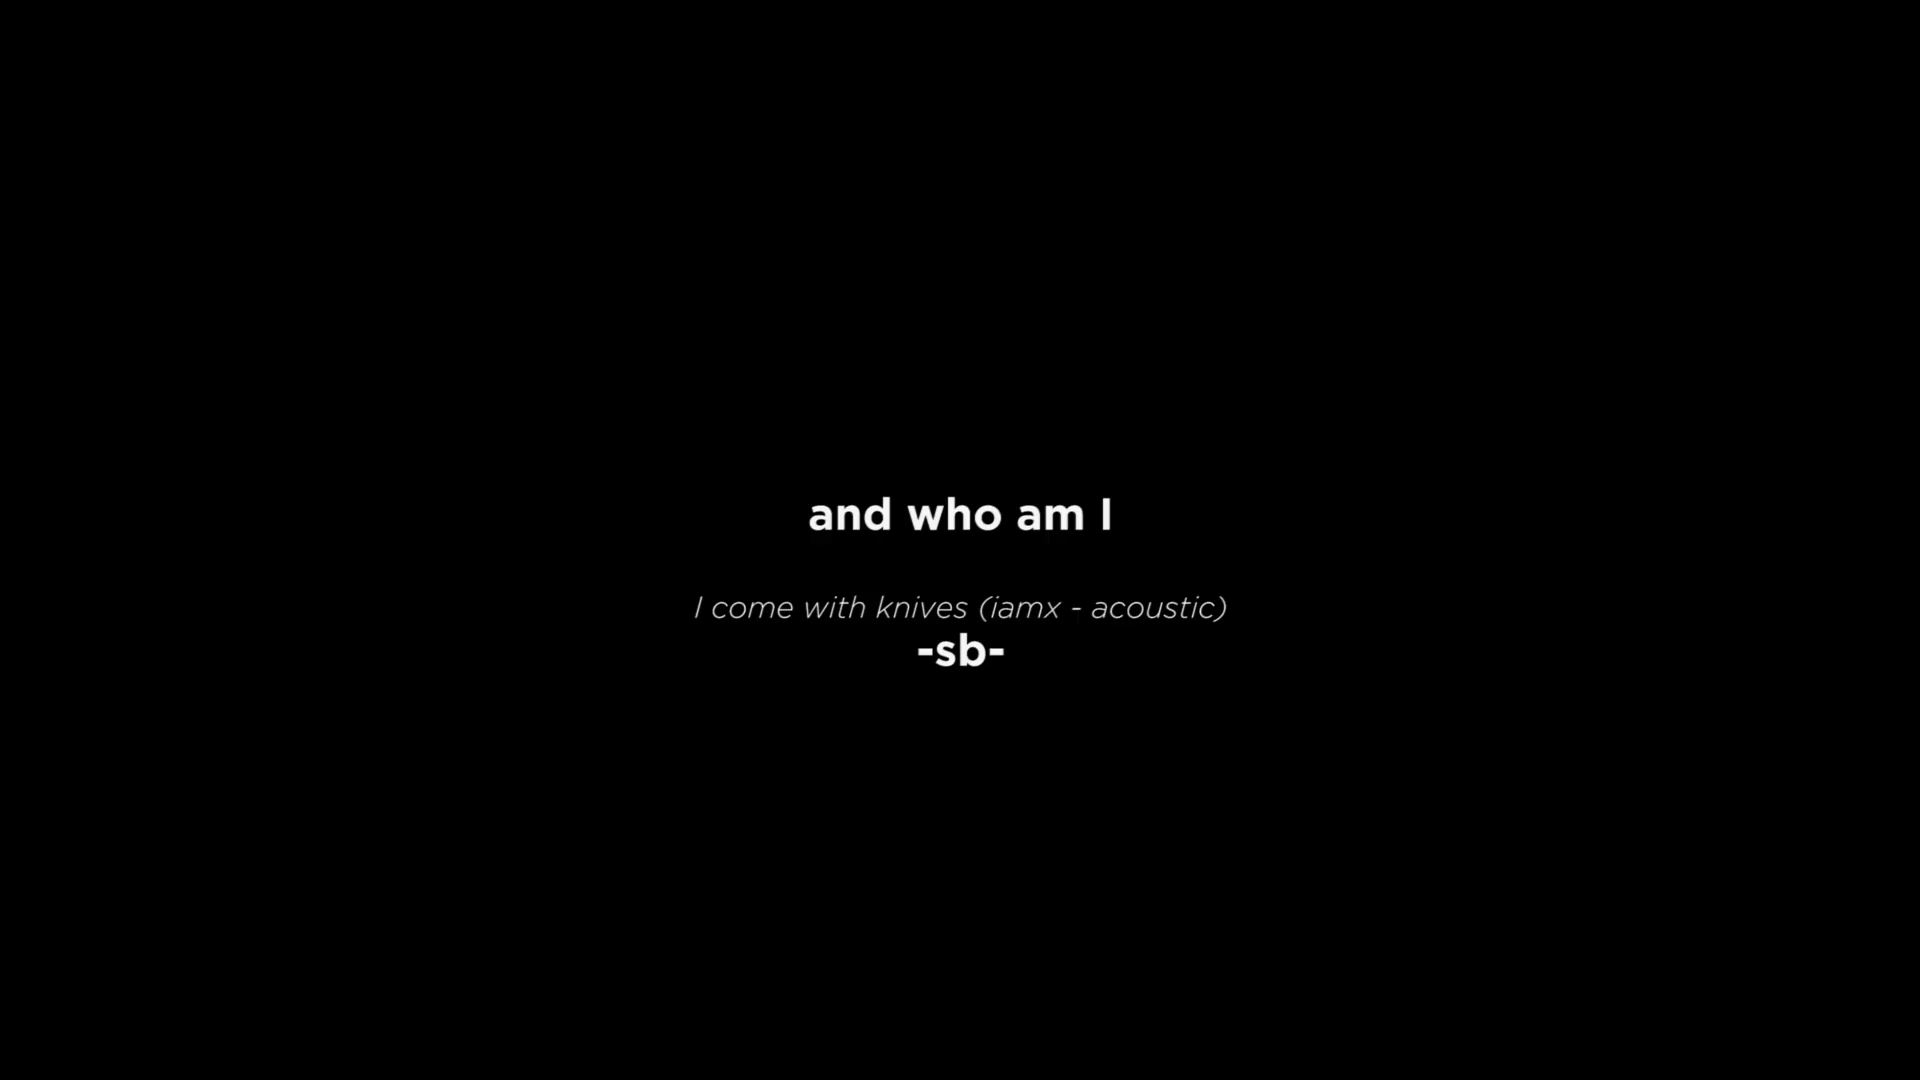 and who am I
I come with knives (iamx - acoustic)
-sb-